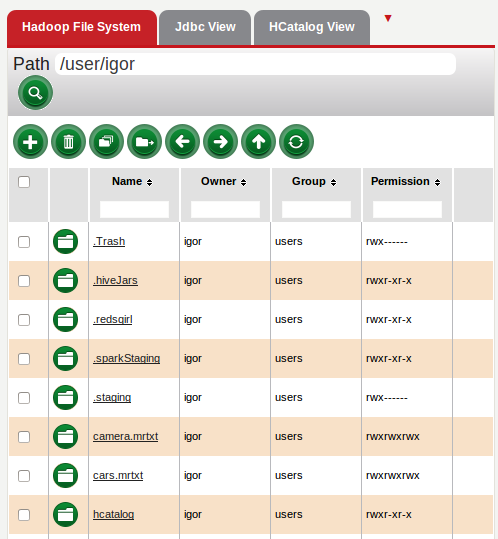 Hadoop File System Jdbc View HCatalog View
Path /user/igor
Name Owner Group Permission
.Trash igor users rwx------
.hiveJars igor users rwxr-xr-x
.redsqirl igor users rwxr-xr-x
.sparkStaging igor users rwxr-xr-x
.staging igor users rwx------
camera.mrtxt igor users rwxrwxrwx
cars.mrtxt igor users rwxrwxrwx
hcatalog igor users rwxr-xr-x